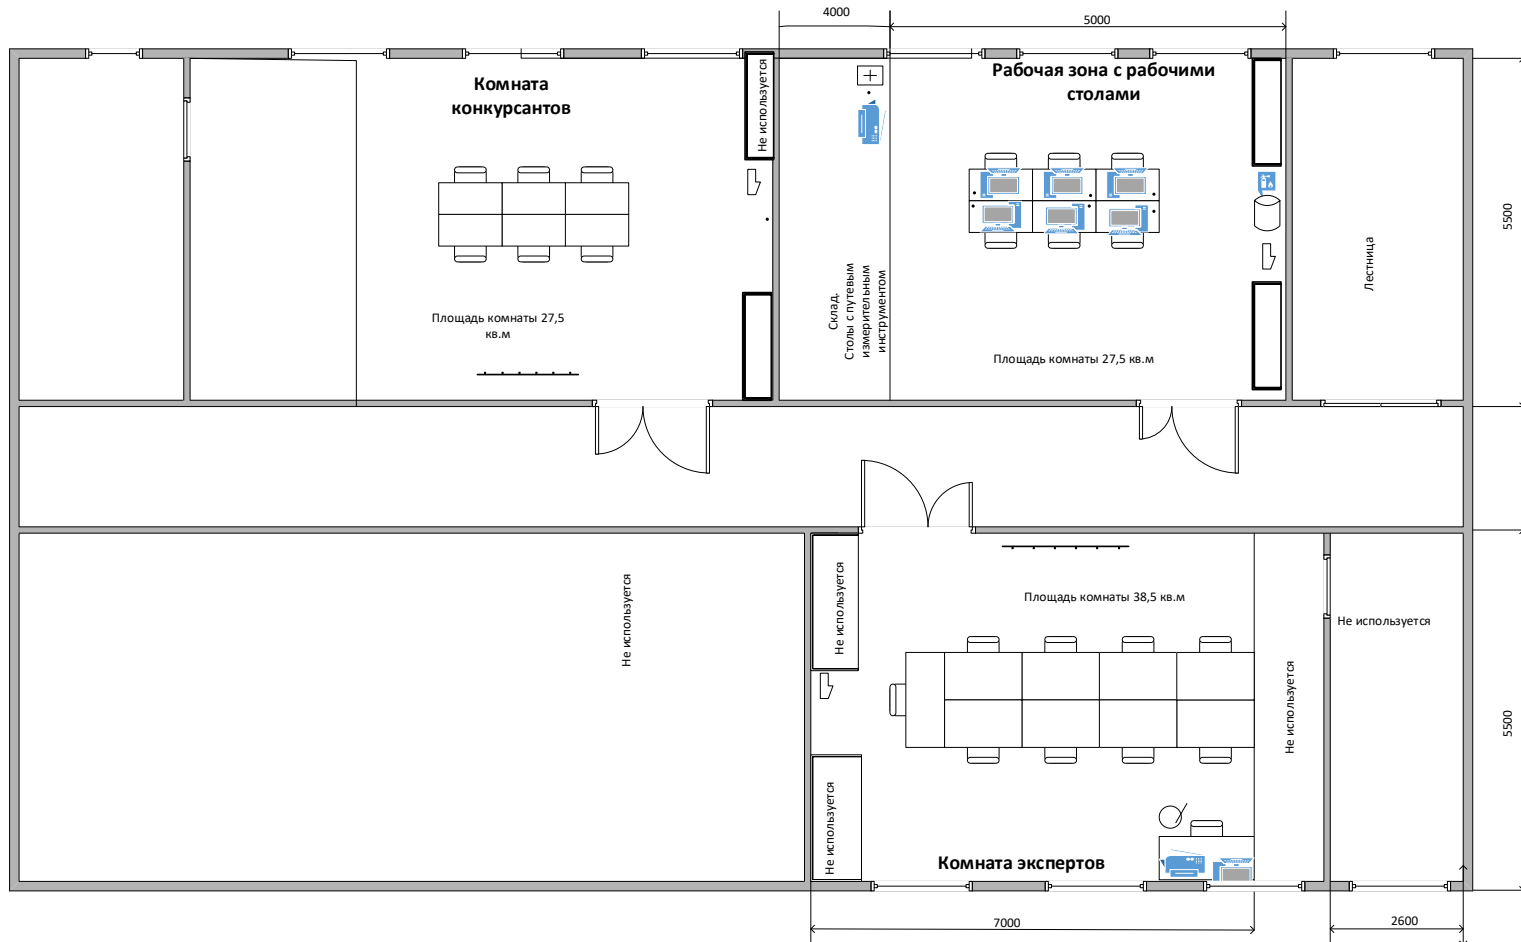 4000
5000
Комната
конкурсантов
Не используется
Рабочая зона с рабочими
столами
5500
Лестница
Склад.
Столы с путевым
измерительным
инструментом
Площадь комнаты 27,5
кв.м
Площадь комнаты 27,5 кв.м
Не используется
Не используется
Площадь комнаты 38,5 кв.м
Не используется
Не используется
5500
Не используется
Комната экспертов
7000
2600